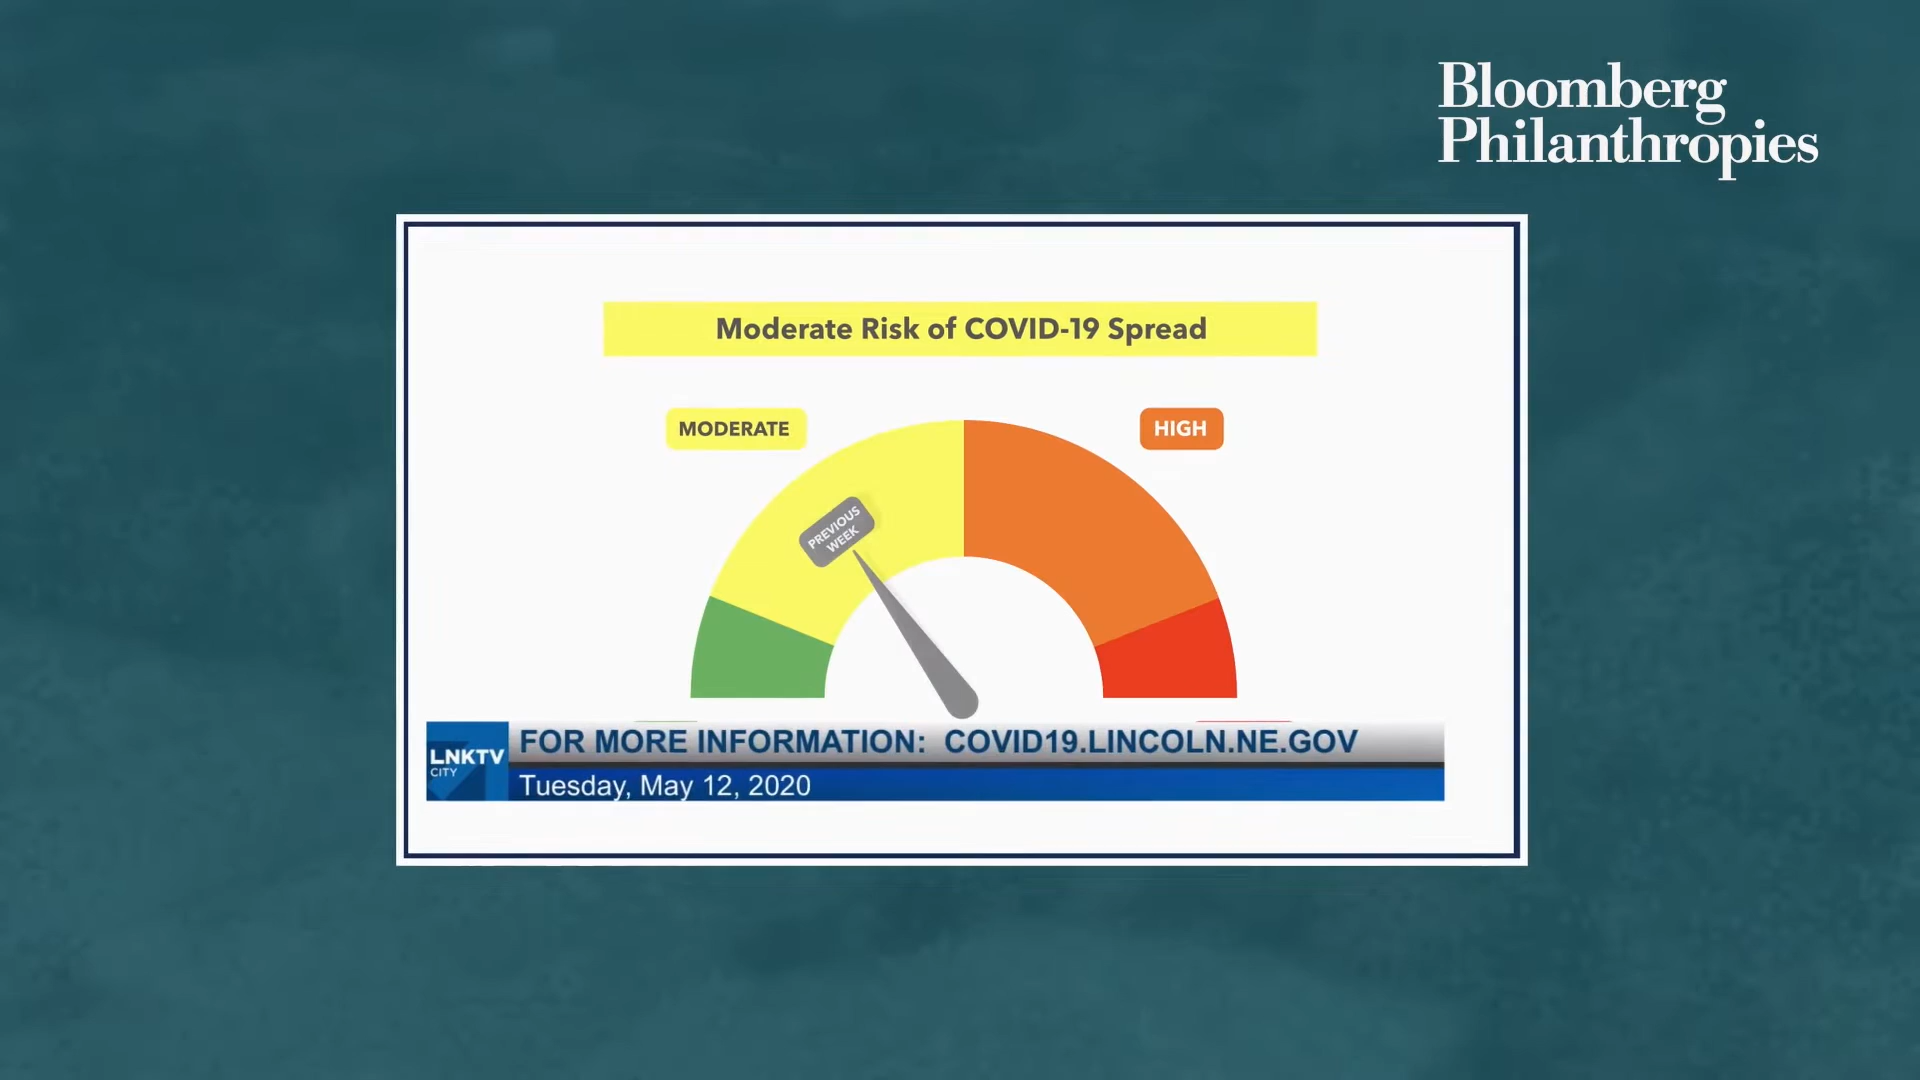 Bloomberg
Philanthropies
Moderate Risk of COVID-19 Spread
MODERATE
HIGH
PREVIOUS
WEEK
LNKTV
CITY
FOR MORE INFORMATION: COVID19.LINCOLN.NE.GOV
Tuesday, May 12, 2020